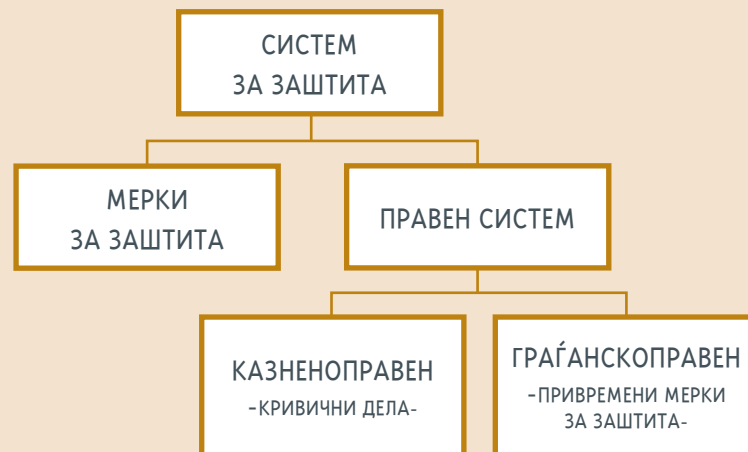 СИСТЕМ
ЗА ЗАШТИТА
МЕРКИ
ЗА ЗАШТИТА
ПРАВЕН СИСТЕМ
КАЗНЕНОПРАВЕН
-КРИВИЧНИ ДЕЛА-
ГРАЃАНСКОПРАВЕН
-ПРИВРЕМЕНИ МЕРКИ
ЗА ЗАШТИТА-